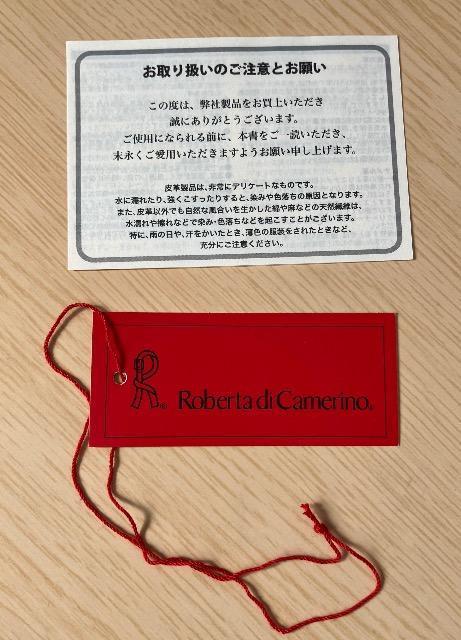 お取り扱いのご注意とお願い
この度は、弊社製品をお買上いただき
誠にありがとうございます。
ご使用になられる前に、本書をご一読いただき、
末永くご愛用いただきますようお願い申し上げます。
皮革製品は、非常にデリケートなものです。
水に濡れたり、強くこすったりすると、染みや色落ちの原因となります。
また、皮革以外でも自然な風合いを生かした綿や麻などの天然繊維は、
水濡れや擦れなどで染み・色落ちなどを起こすことがございます。
特に、雨の日や、汗をかいたとき、薄色の服装をされたときなど、
充分にご注意ください。
R® Roberta di Camerino®